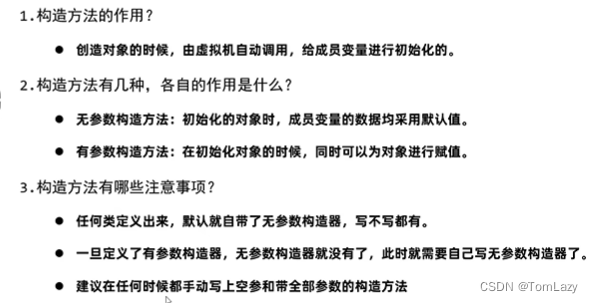 1.构造方法的作用？
● 创造对象的时候，由虚拟机自动调用，给成员变量进行初始化的。
2.构造方法有几种，各自的作用是什么？
● 无参数构造方法：初始化的对象时，成员变量的数据均采用默认值。
● 有参数构造方法：在初始化对象的时候，同时可以为对象进行赋值。
3.构造方法有哪些注意事项？
● 任何类定义出来，默认就自带了无参数构造器，写不写都有。
● 一旦定义了有参数构造器，无参数构造器就没有了，此时就需要自己写无参数构造器了。
● 建议在任何时候都手动写上空参和带全部参数的构造方法
CSDN @TomLazy